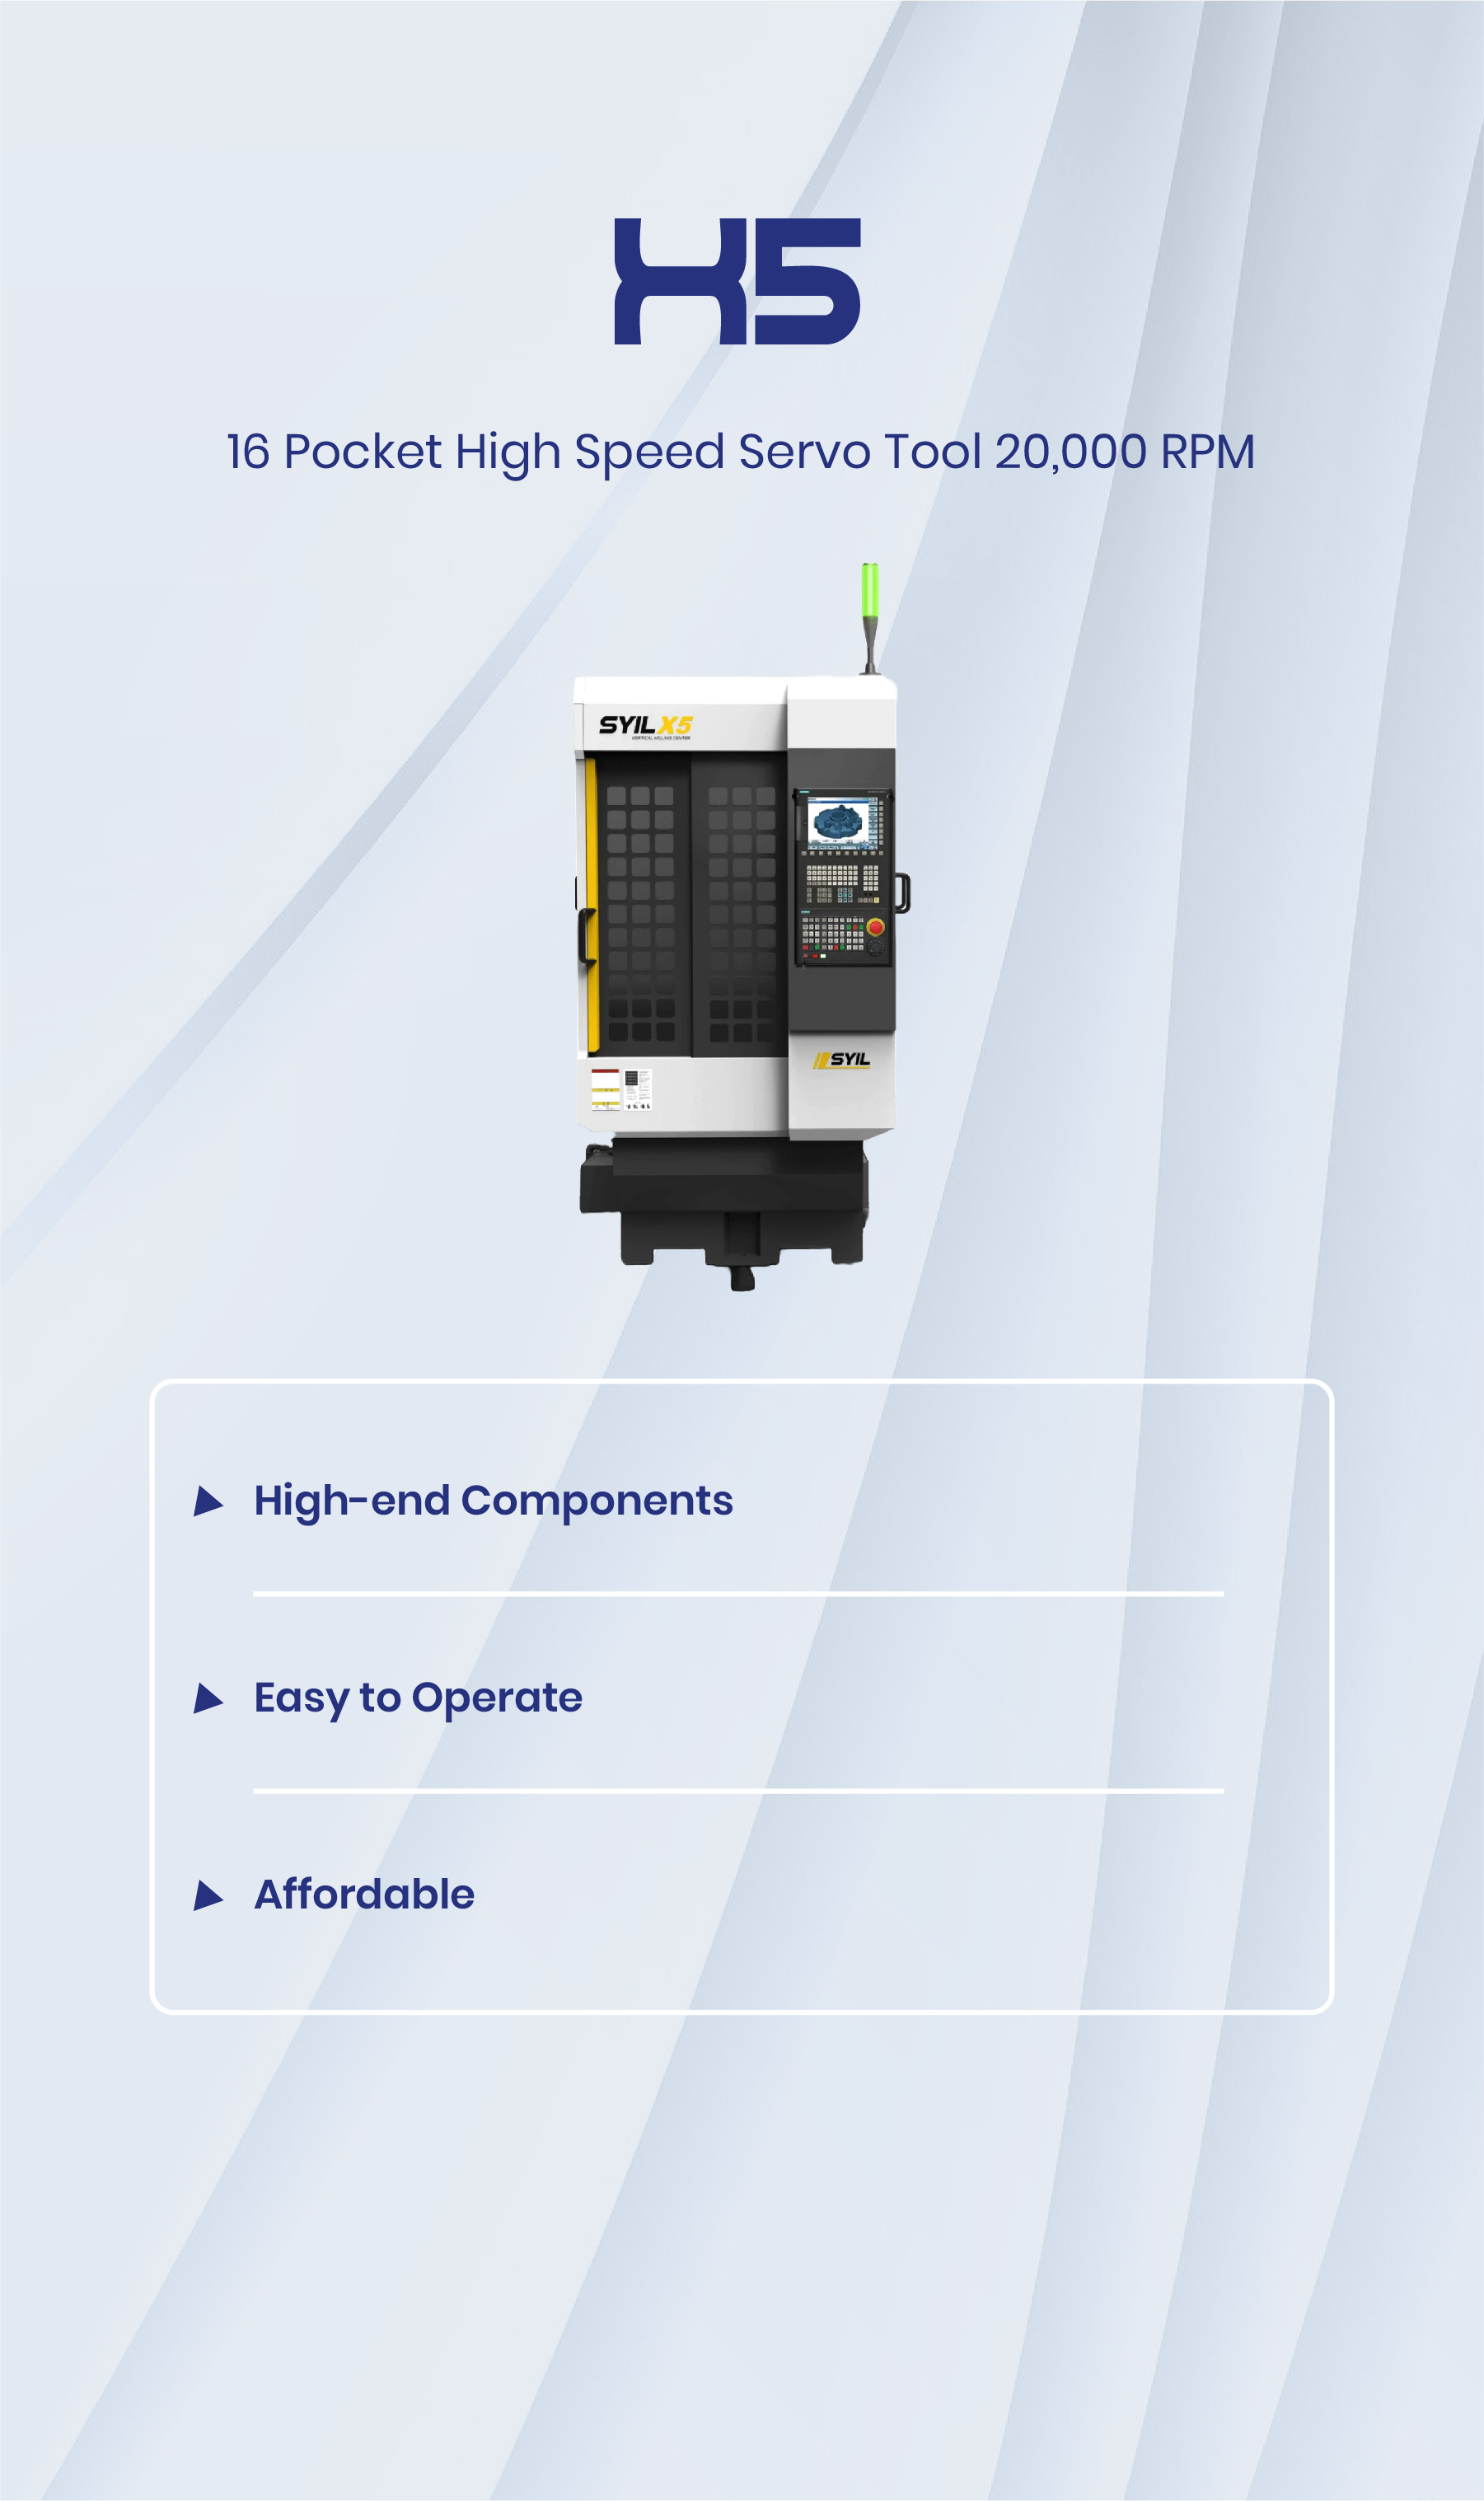 X5
16 Pocket High Speed Servo Tool 20,000 RPM
SYIL X5
VERTICAL MILLING CENTER
SYIL
High-end Components
Easy to Operate
Affordable